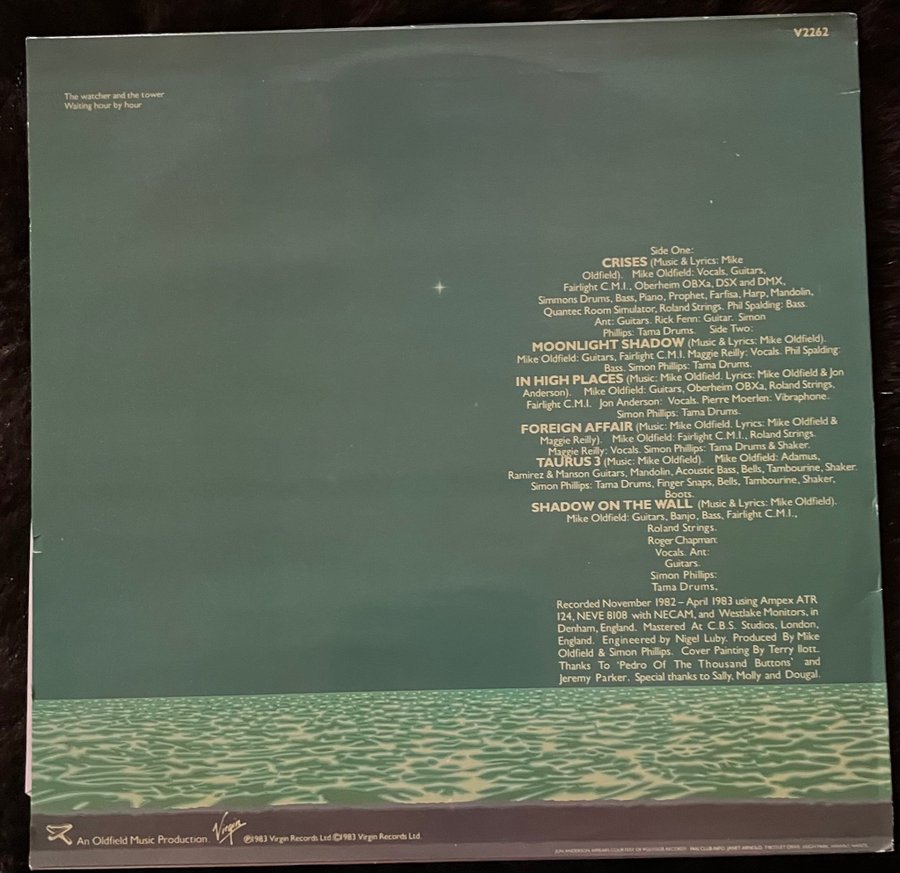 V2262
The watcher and the tower
Waiting hour by hour
Side One:
CRISES (Music & Lyrics: Mike
Oldfield). Mike Oldfield: Vocals, Guitars,
Fairlight C.M.I., Oberheim OBXa, DSX and DMX,
Simmons Drums, Bass, Piano, Prophet, Farfisa, Harp, Mandolin,
Quantec Room Simulator, Roland Strings. Phil Spalding: Bass.
Ant: Guitars. Rick Fenn: Guitar. Simon
Phillips: Tama Drums. Side Two:
MOONLIGHT SHADOW (Music & Lyrics: Mike Oldfield).
Mike Oldfield: Guitars, Fairlight C.M.I. Maggie Reilly: Vocals. Phil Spalding:
Bass. Simon Phillips: Tama Drums.
IN HIGH PLACES (Music: Mike Oldfield. Lyrics: Mike Oldfield & Jon
Anderson). Mike Oldfield: Guitars, Oberheim OBXa, Roland Strings,
Fairlight C.M.I. Jon Anderson: Vocals. Pierre Moerlen: Vibraphone.
Simon Phillips: Tama Drums.
FOREIGN AFFAIR (Music: Mike Oldfield. Lyrics: Mike Oldfield &
Maggie Reilly). Mike Oldfield: Fairlight C.M.I., Roland Strings.
Maggie Reilly: Vocals. Simon Phillips: Tama Drums & Shaker.
TAURUS 3 (Music: Mike Oldfield). Mike Oldfield: Adamus,
Ramirez & Manson Guitars, Mandolin, Acoustic Bass, Bells, Tambourine, Shaker.
Simon Phillips: Tama Drums, Finger Snaps, Bells, Tambourine, Shaker,
Boots.
SHADOW ON THE WALL (Music & Lyrics: Mike Oldfield).
Mike Oldfield: Guitars, Banjo, Bass, Fairlight C.M.I.,
Roland Strings.
Roger Chapman:
Vocals. Ant:
Guitars.
Simon Phillips:
Tama Drums.
Recorded November 1982 – April 1983 using Ampex ATR
124, NEVE 8108 with NECAM, and Westlake Monitors, in
Denham, England. Mastered At C.B.S. Studios, London,
England. Engineered by Nigel Luby. Produced By Mike
Oldfield & Simon Phillips. Cover Painting By Terry Ilott.
Thanks To 'Pedro Of The Thousand Buttons' and
Jeremy Parker. Special thanks to Sally, Molly and Dougal.
An Oldfield Music Production. Virgin ℗1983 Virgin Records Ltd.©1983 Virgin Records Ltd.
JON ANDERSON APPEARS COURTESY OF POLYDOR RECORDS. FAN CLUB INFO: JANET ARNOLD,